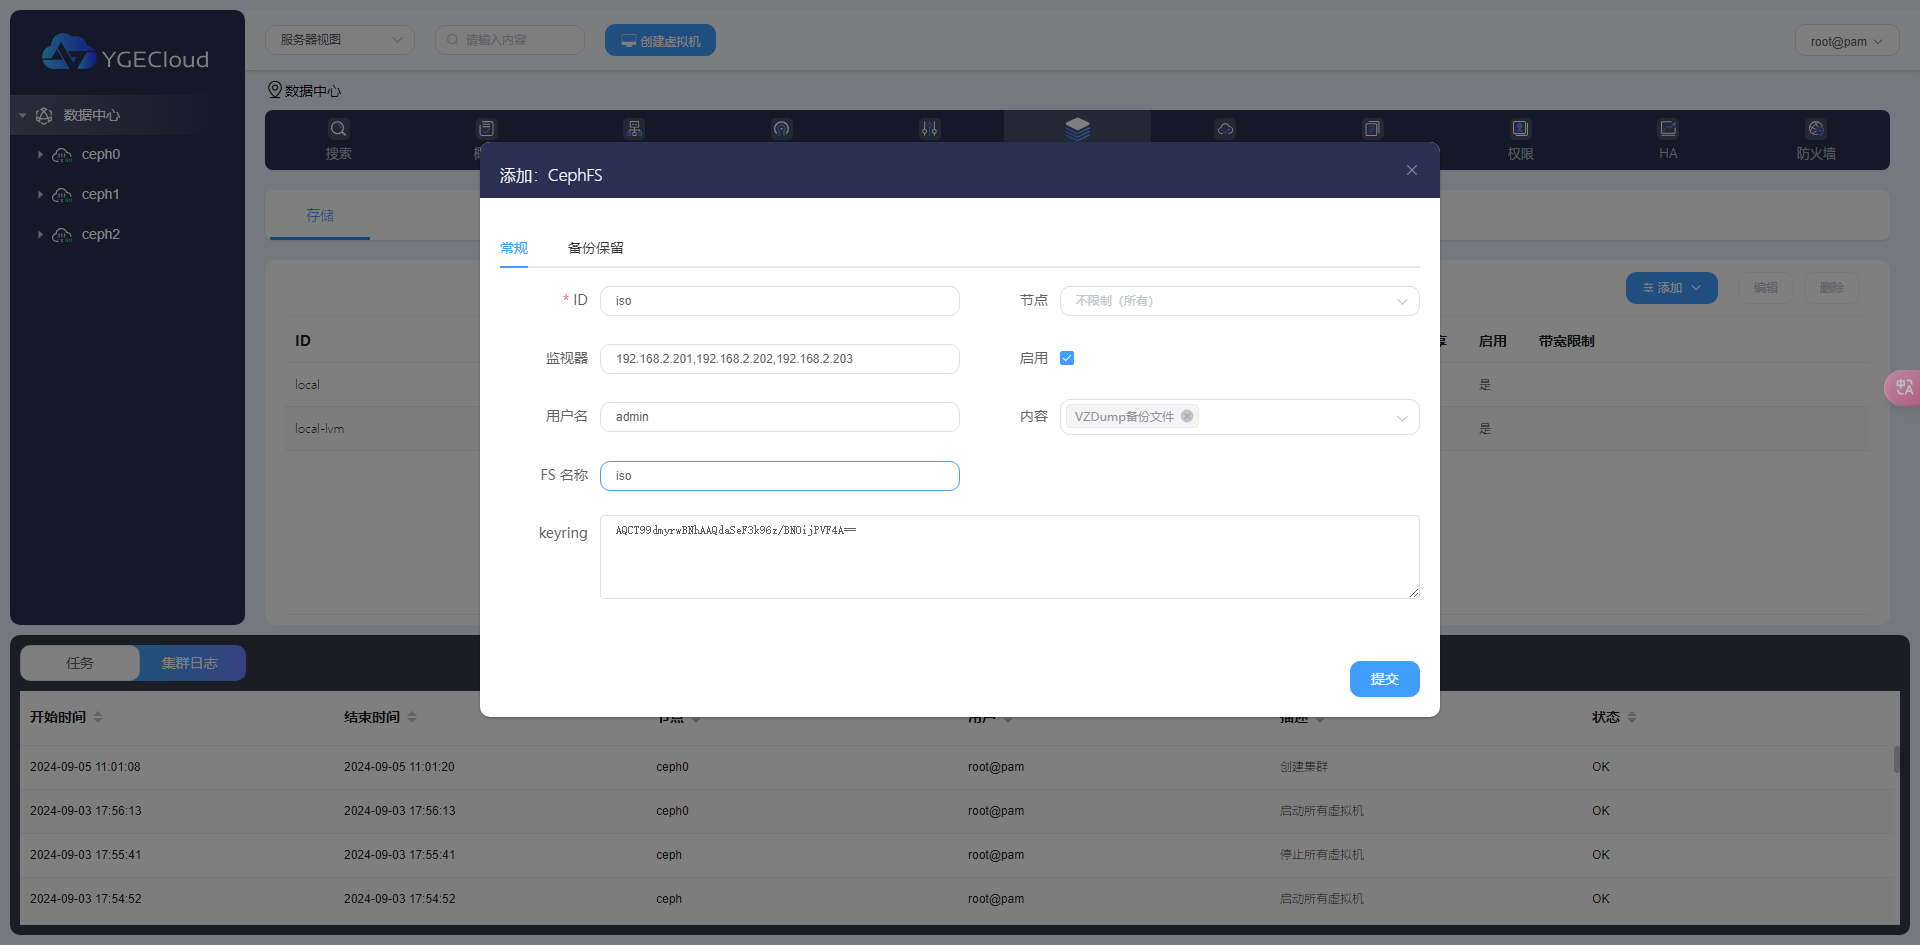 YGECloud
服务器视图
请输入内容
创建虚拟机
root@pam
数据中心
ceph0
ceph1
ceph2
数据中心
搜索
权限
HA
防火墙
存储
添加
编辑
删除
ID
启用
带宽限制
local
是
local-lvm
是
添加: CephFS
常规
备份保留
* ID
iso
节点
不限制 (所有)
监视器
192.168.2.201,192.168.2.202,192.168.2.203
启用
用户名
admin
内容
VZDump备份文件
FS 名称
iso
keyring
AQCT99dmyrwBNhAAQdaSeF3k96z/BNOijPVF4A==
提交
任务
集群日志
开始时间
结束时间
节点
用户
描述
状态
2024-09-05 11:01:08 2024-09-05 11:01:20 ceph0 root@pam 创建集群 OK
2024-09-03 17:56:13 2024-09-03 17:56:13 ceph0 root@pam 启动所有虚拟机 OK
2024-09-03 17:55:41 2024-09-03 17:55:41 ceph root@pam 停止所有虚拟机 OK
2024-09-03 17:54:52 2024-09-03 17:54:52 ceph root@pam 启动所有虚拟机 OK